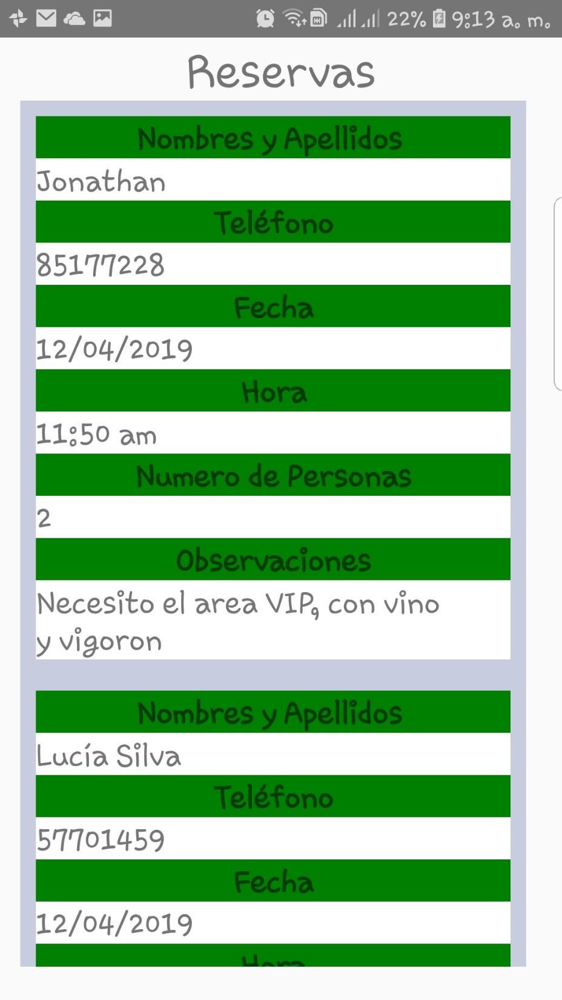 22% 9:13 a. m.
Reservas
Nombres y Apellidos
Jonathan
Teléfono
85177228
Fecha
12/04/2019
Hora
11:50 am
Numero de Personas
2
Observaciones
Necesito el area VIP, con vino
y vigoron
Nombres y Apellidos
Lucía Silva
Teléfono
57701459
Fecha
12/04/2019
Hora